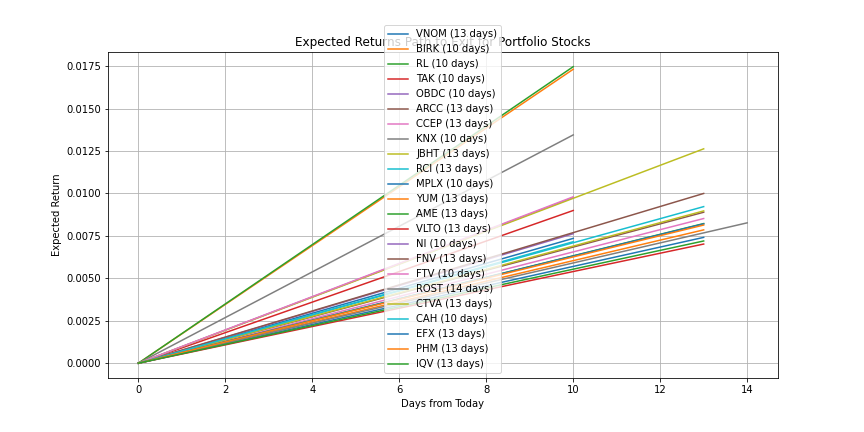 Expected Returns Path to Exit for Portfolio Stocks
VNOM (13 days)
BIRK (10 days)
RL (10 days)
TAK (10 days)
OBDC (10 days)
ARCC (13 days)
CCEP (13 days)
KNX (10 days)
JBHT (13 days)
RCI (13 days)
MPLX (10 days)
YUM (13 days)
AME (13 days)
VLTO (13 days)
NI (10 days)
FNV (13 days)
FTV (10 days)
ROST (14 days)
CTVA (13 days)
CAH (10 days)
EFX (13 days)
PHM (13 days)
IQV (13 days)
0.0175
0.0150
0.0125
0.0100
0.0075
0.0050
0.0025
0.0000
Expected Return
0 2 4 6 8 10 12 14
Days from Today